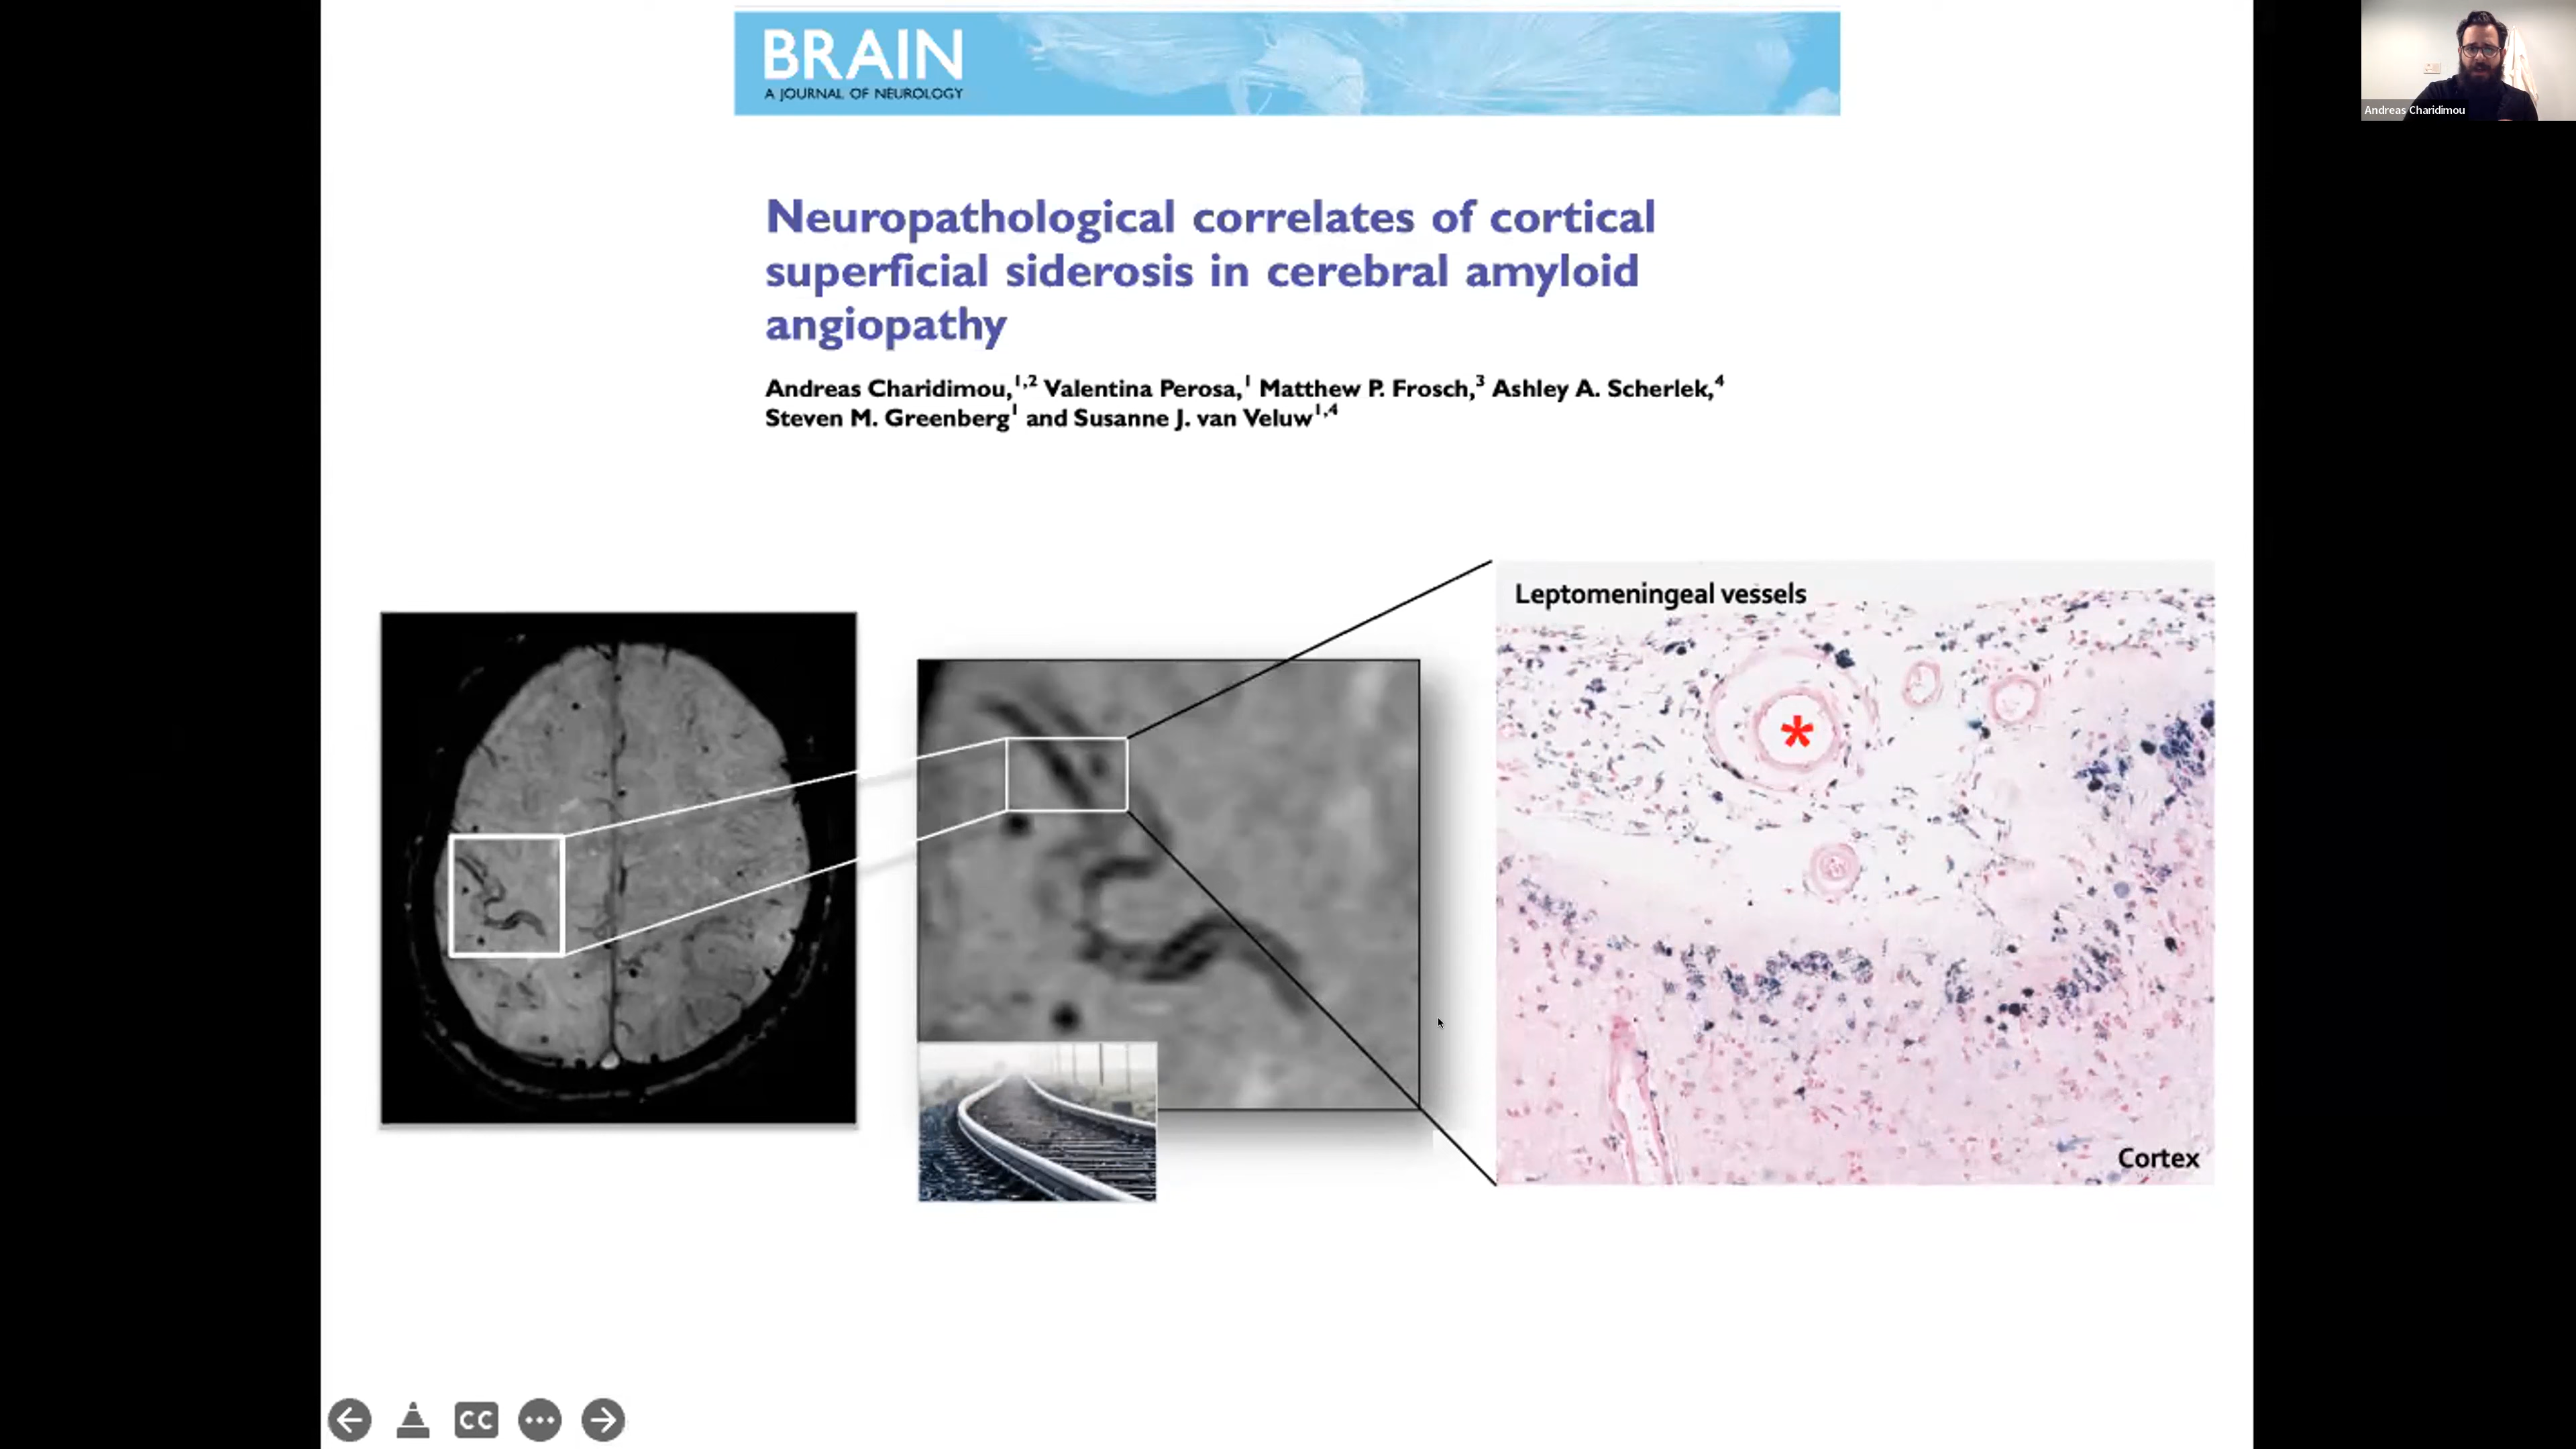 BRAIN
A JOURNAL OF NEUROLOGY
Andreas Charidimou
Neuropathological correlates of cortical
superficial siderosis in cerebral amyloid
angiopathy
Andreas Charidimou,1,2 Valentina Perosa,1 Matthew P. Frosch,3 Ashley A. Scherlek,4
Steven M. Greenberg1 and Susanne J. van Veluw1,4
Leptomeningeal vessels
*
Cortex
CC